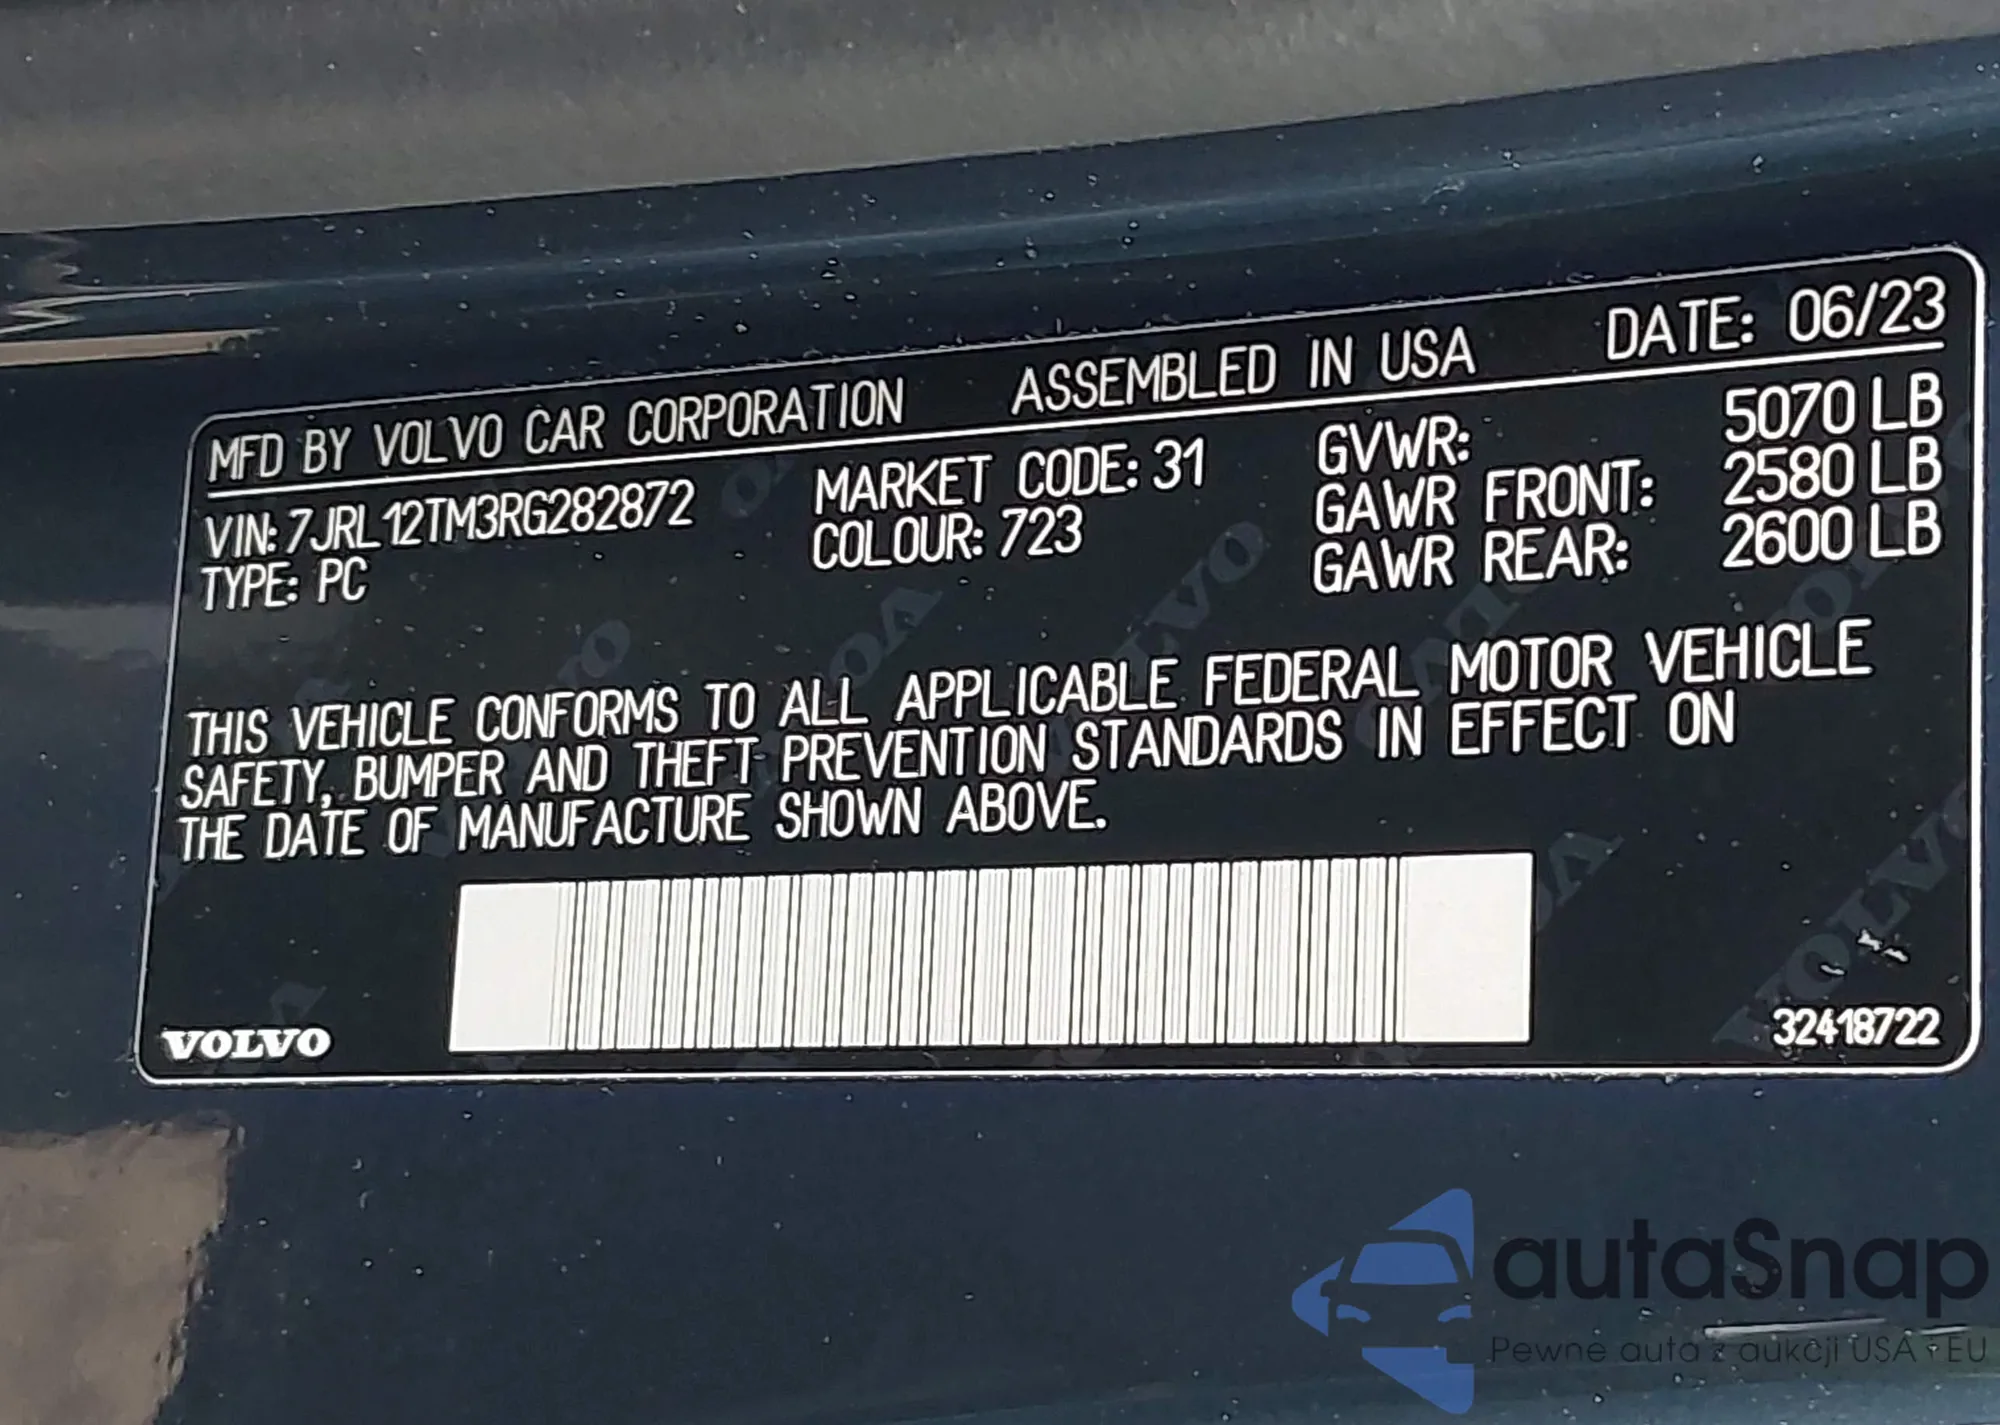 MFD BY VOLVO CAR CORPORATION ASSEMBLED IN USA DATE: 06/23
VIN: 7JRL12TM3RG282872 MARKET CODE: 31 GVWR: 5070 LB
TYPE: PC COLOUR: 723 GAWR FRONT: 2580 LB
GAWR REAR: 2600 LB
THIS VEHICLE CONFORMS TO ALL APPLICABLE FEDERAL MOTOR VEHICLE
SAFETY, BUMPER AND THEFT PREVENTION STANDARDS IN EFFECT ON
THE DATE OF MANUFACTURE SHOWN ABOVE.
VOLVO
32418722
autaSnap
Pewne auta z aukcji USA i EU